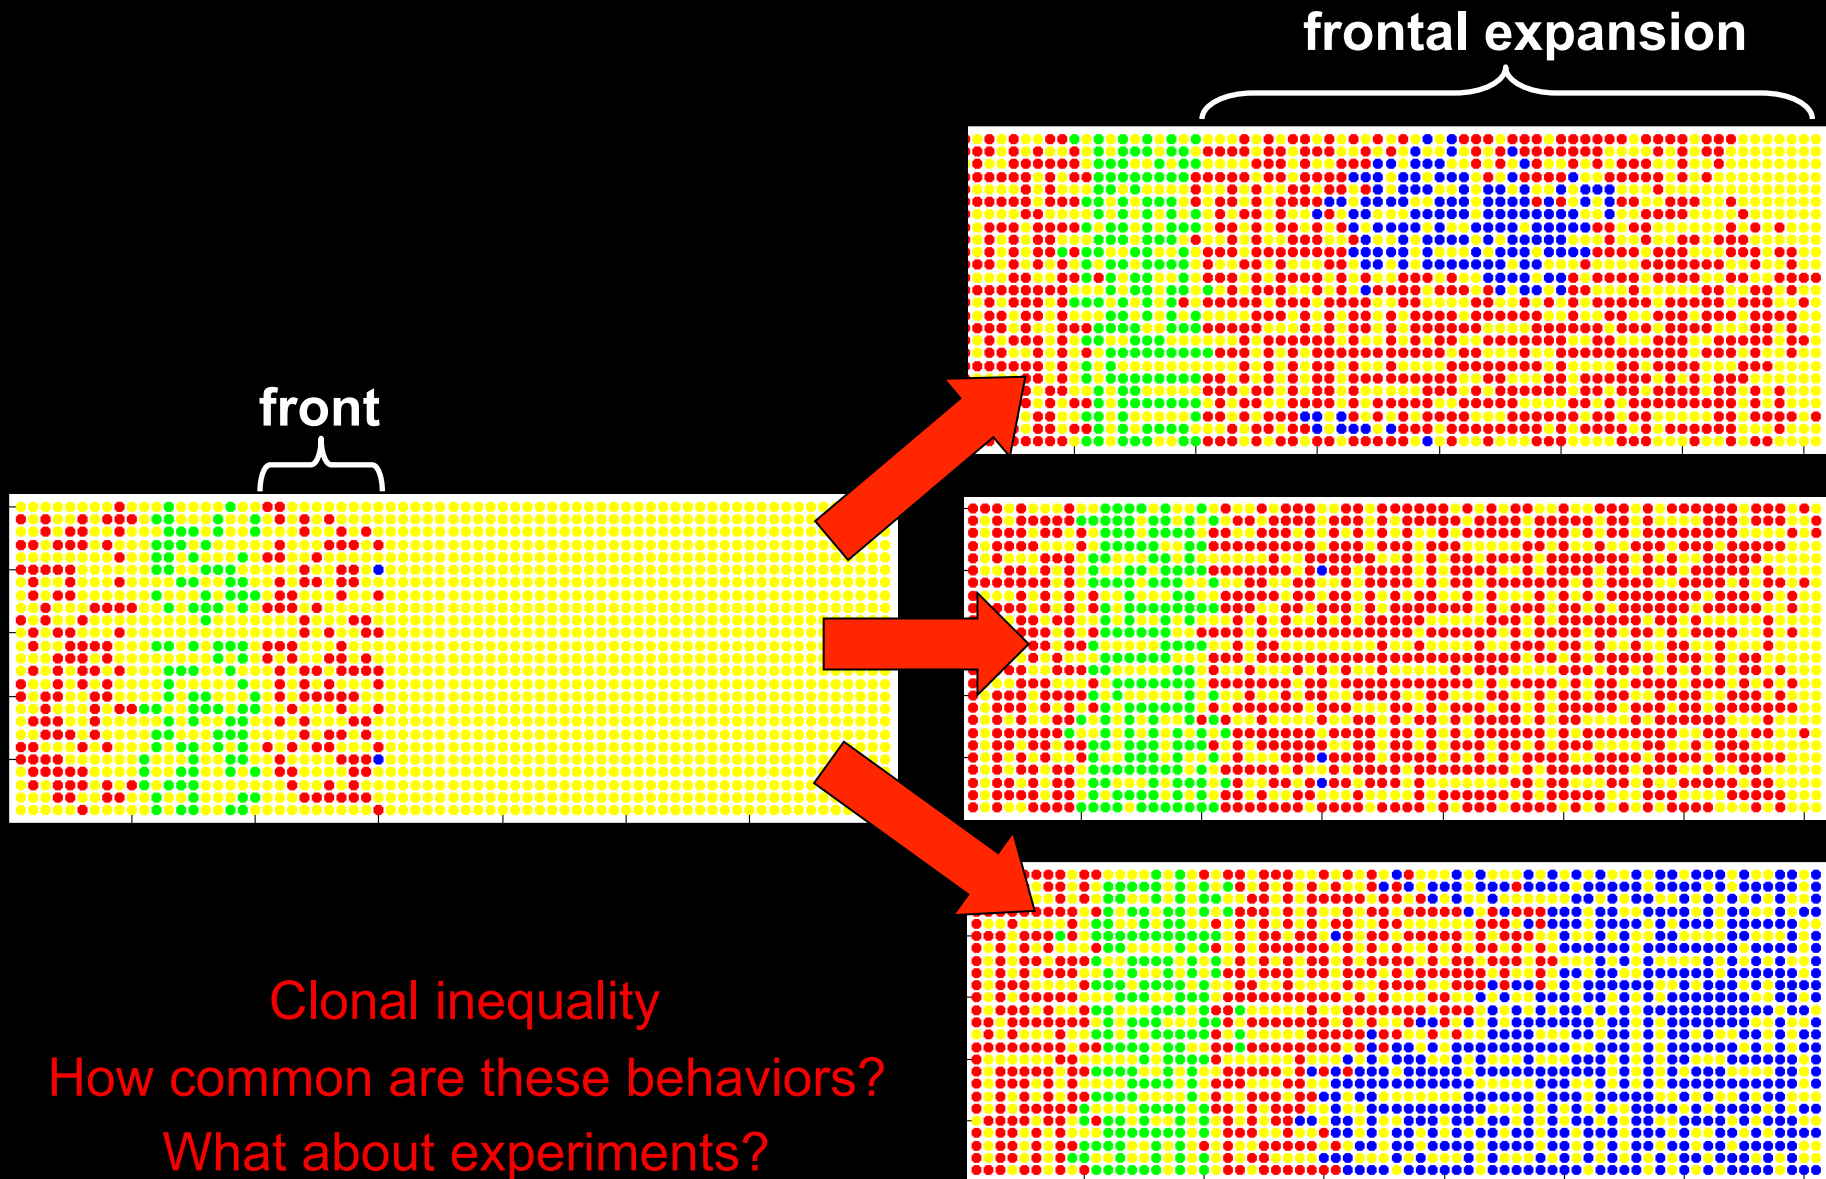 frontal expansion
front
Clonal inequality
How common are these behaviors?
What about experiments?